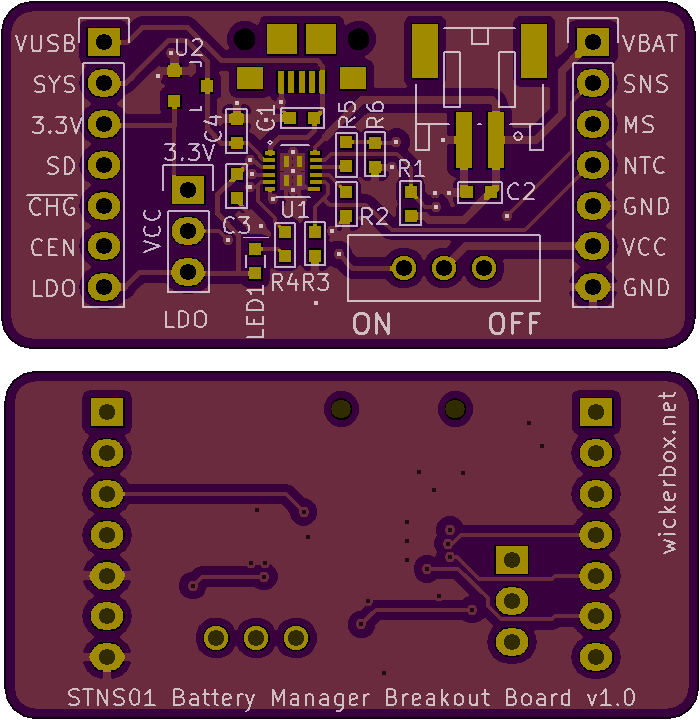 VUSB
U2
VBAT
SYS
SNS
3.3V
C4
G1
R5
R6
MS
3.3V
SD
R1
NTC
CHG
VCC
C3
U1
R2
C2
GND
CEN
VCC
LDO
R4
R3
GND
LDO
LED1
ON
OFF
wickerbox.net
STNS01 Battery Manager Breakout Board v1.0